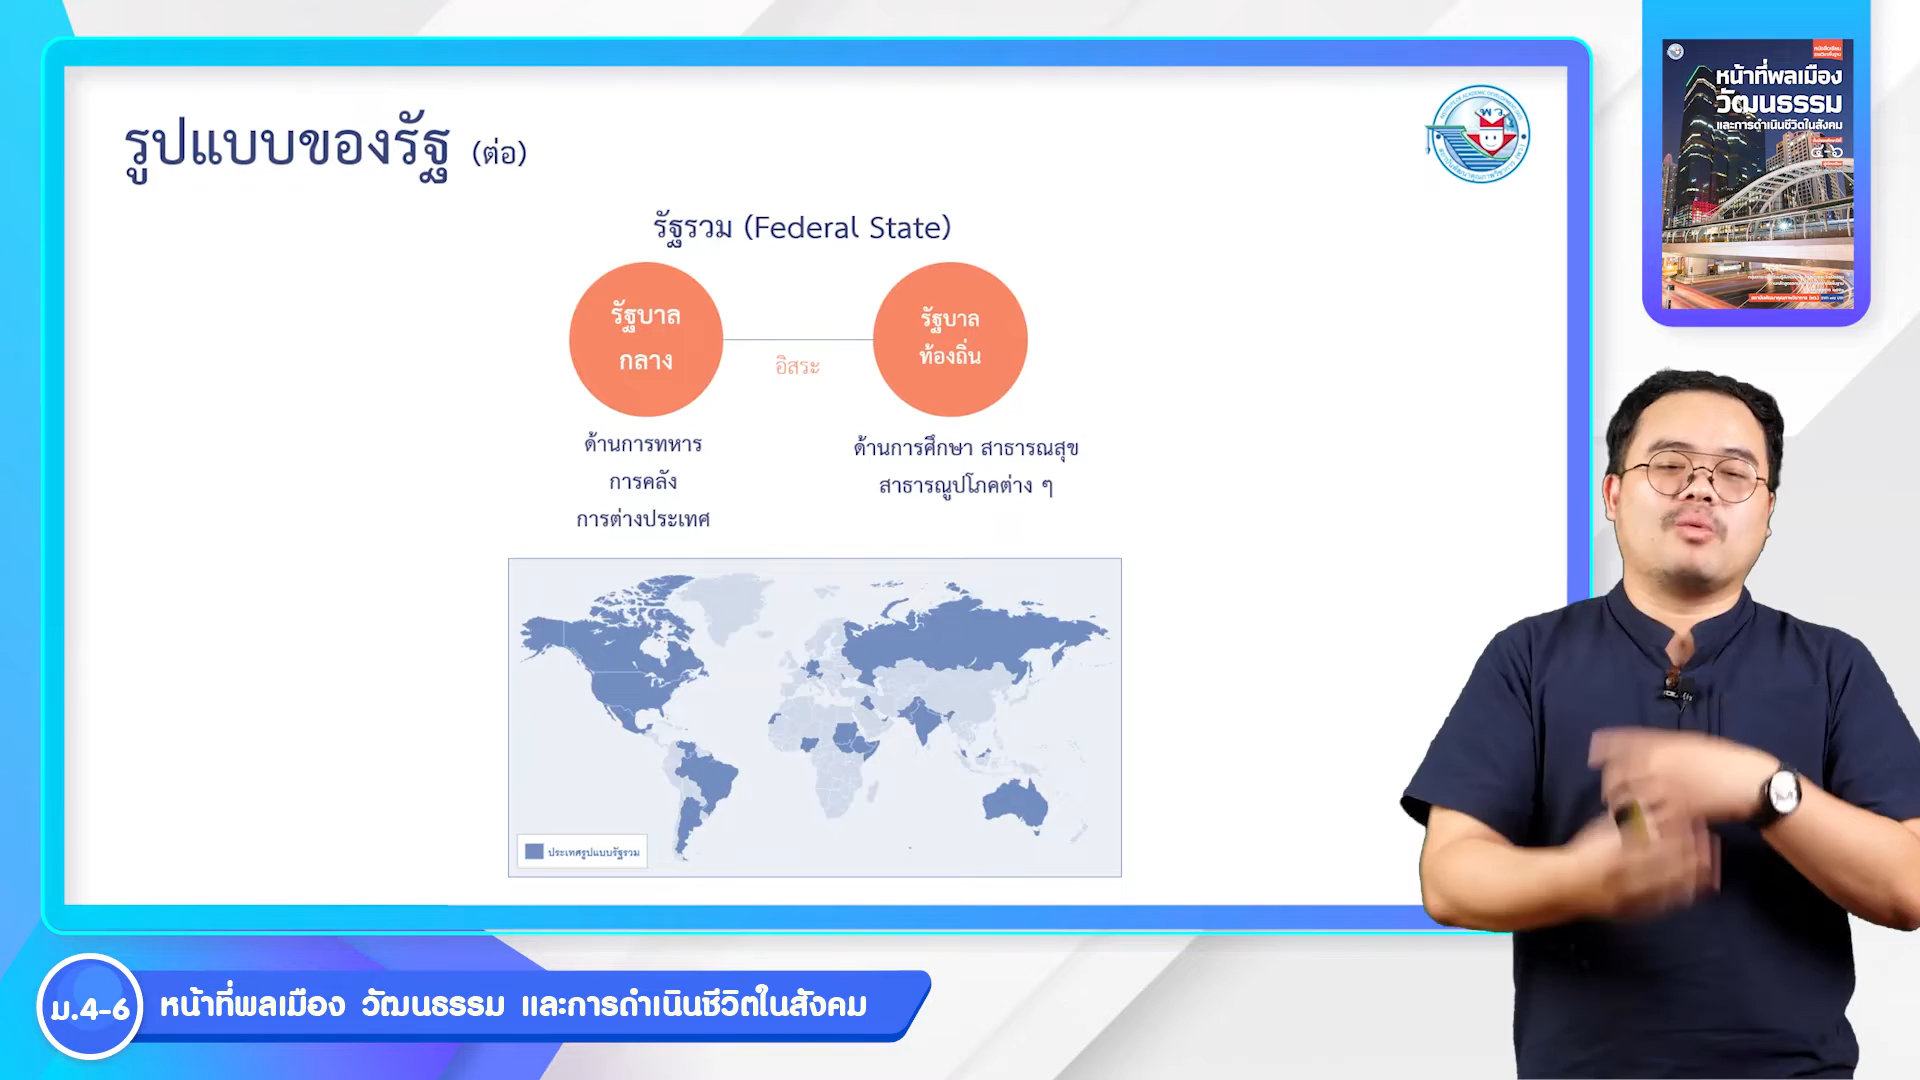 รูปแบบของรัฐ (ต่อ)
รัฐรวม (Federal State)
รัฐบาล
กลาง
อิสระ
รัฐบาล
ท้องถิ่น
ด้านการทหาร
การคลัง
การต่างประเทศ
ด้านการศึกษา สาธารณสุข
สาธารณูปโภคต่าง ๆ
ประเทศรูปแบบรัฐรวม
พว
หน้าที่พลเมือง
วัฒนธรรม
และการดำเนินชีวิตในสังคม
๔-๖
ม.4-6
หน้าที่พลเมือง วัฒนธรรม และการดำเนินชีวิตในสังคม